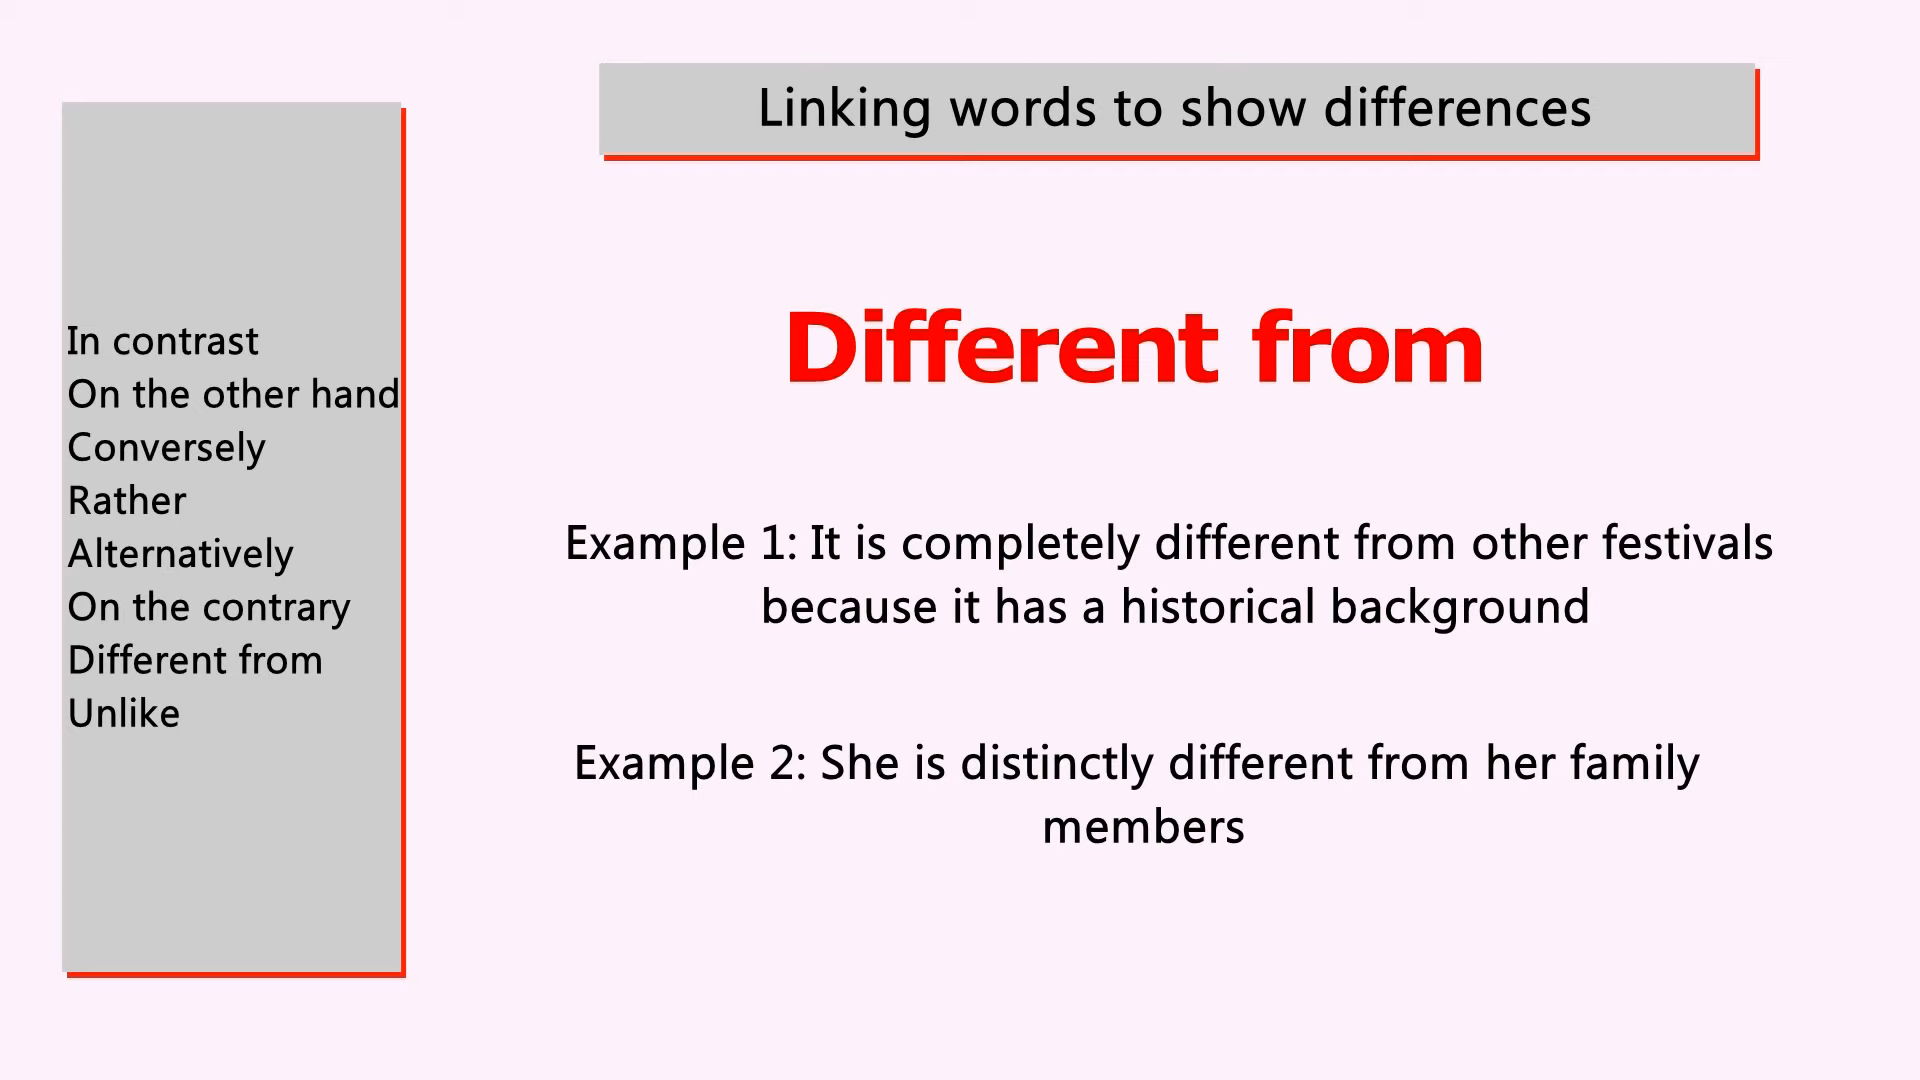 Linking words to show differences
In contrast
On the other hand
Conversely
Rather
Alternatively
On the contrary
Different from
Unlike
Different from
Example 1: It is completely different from other festivals
because it has a historical background
Example 2: She is distinctly different from her family
members